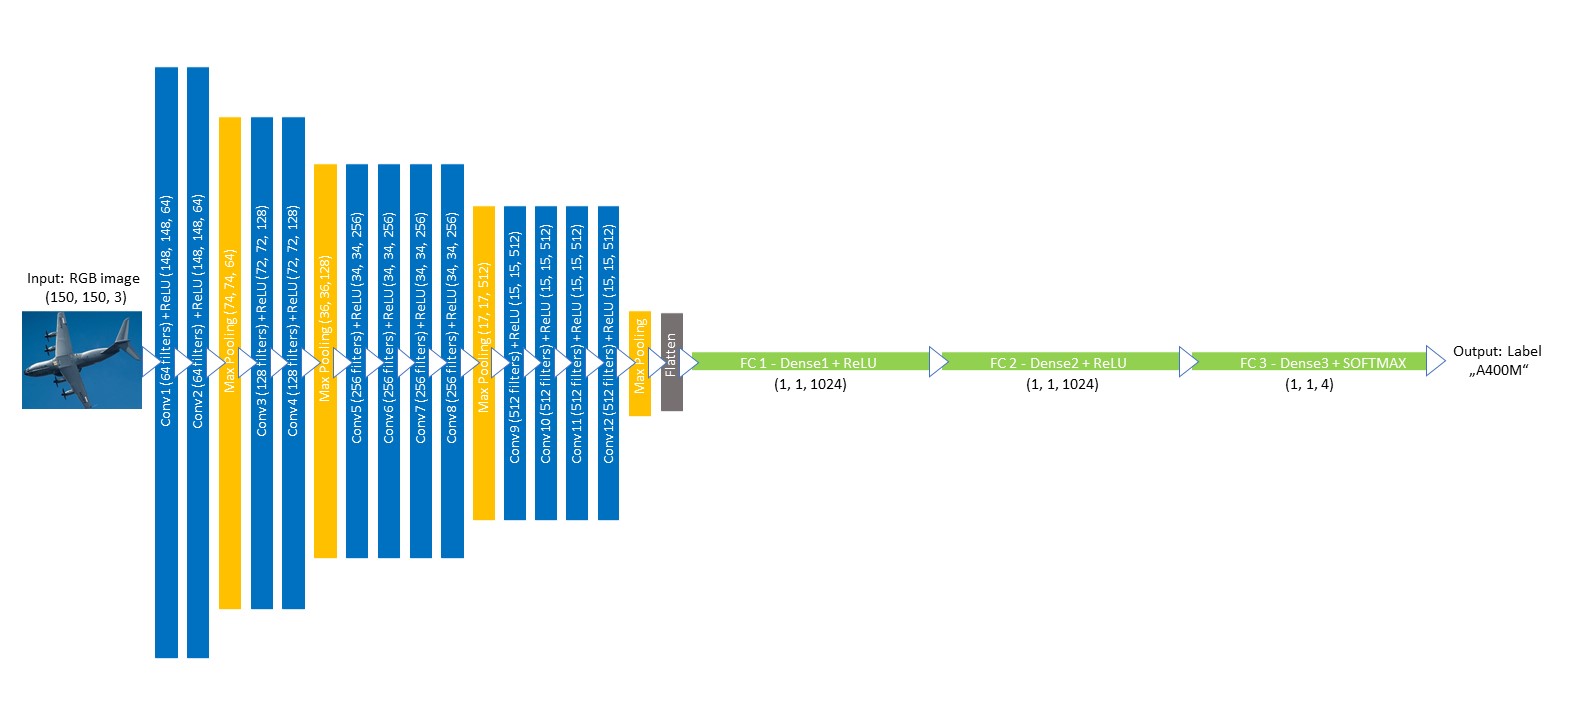 Input: RGB image
(150, 150, 3)
Conv1 (64 filters) + ReLU (148, 148, 64)
Conv2 (64 filters) + ReLU (148, 148, 64)
Max Pooling (74, 74, 64)
Conv3 (128 filters) + ReLU (72, 72, 128)
Conv4 (128 filters) + ReLU (72, 72, 128)
Max Pooling (36, 36,128)
Conv5 (256 filters) + ReLU (34, 34, 256)
Conv6 (256 filters) + ReLU (34, 34, 256)
Conv7 (256 filters) + ReLU (34, 34, 256)
Conv8 (256 filters) + ReLU (34, 34, 256)
Max Pooling (17, 17, 512)
Conv9 (512 filters) + ReLU (15, 15, 512)
Conv10 (512 filters) + ReLU (15, 15, 512)
Conv11 (512 filters) + ReLU (15, 15, 512)
Conv12 (512 filters) + ReLU (15, 15, 512)
Max Pooling
Flatten
FC 1 - Dense1 + ReLU
(1, 1, 1024)
FC 2 - Dense2 + ReLU
(1, 1, 1024)
FC 3 - Dense3 + SOFTMAX
(1, 1, 4)
Output: Label
„A400M“